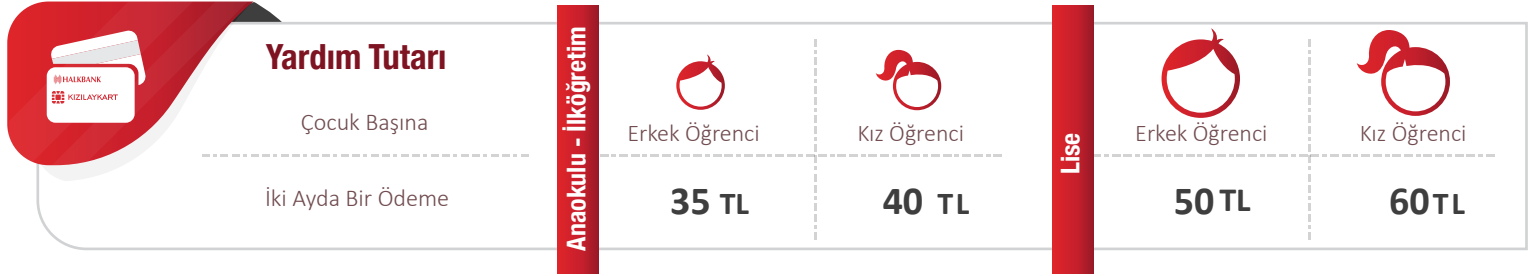 HALKBANK
KIZILAYKART
Yardım Tutarı
Çocuk Başına
İki Ayda Bir Ödeme
Anaokulu - İlköğretim
Erkek Öğrenci
Kız Öğrenci
35 TL
40 TL
Lise
Erkek Öğrenci
Kız Öğrenci
50 TL
60 TL